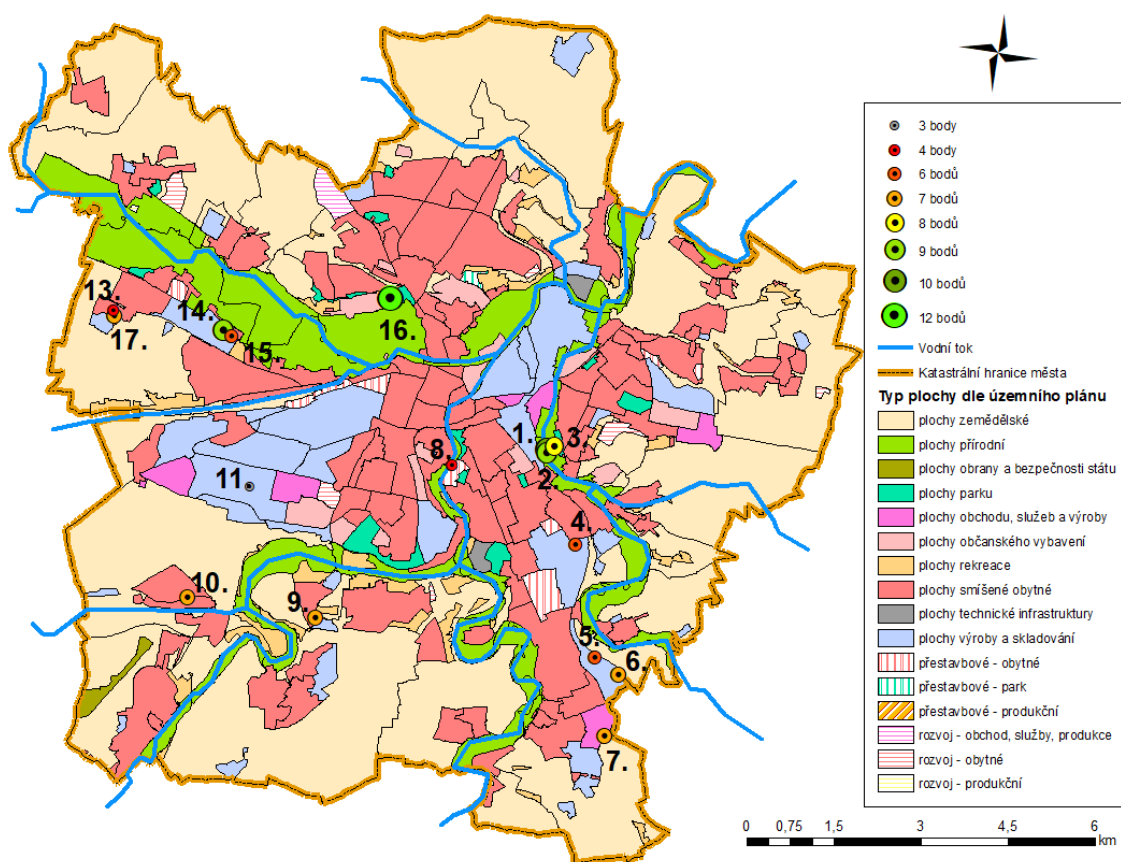 3 body
4 body
6 bodů
7 bodů
8 bodů
9 bodů
10 bodů
12 bodů
Vodní tok
Katastrální hranice města
Typ plochy dle územního plánu
plochy zemědělské
plochy přírodní
plochy obrany a bezpečnosti státu
plochy parku
plochy obchodu, služeb a výroby
plochy občanského vybavení
plochy rekreace
plochy smíšené obytné
plochy technické infrastruktury
plochy výroby a skladování
přestavbové - obytné
přestavbové - park
přestavbové - produkční
rozvoj - obchod, služby, produkce
rozvoj - obytné
rozvoj - produkční
13.
17.
14.
15.
16.
1.
3.
2.
8.
11.
4.
10.
9.
5.
6.
7.
0 0,75 1,5 3 4,5 6
km